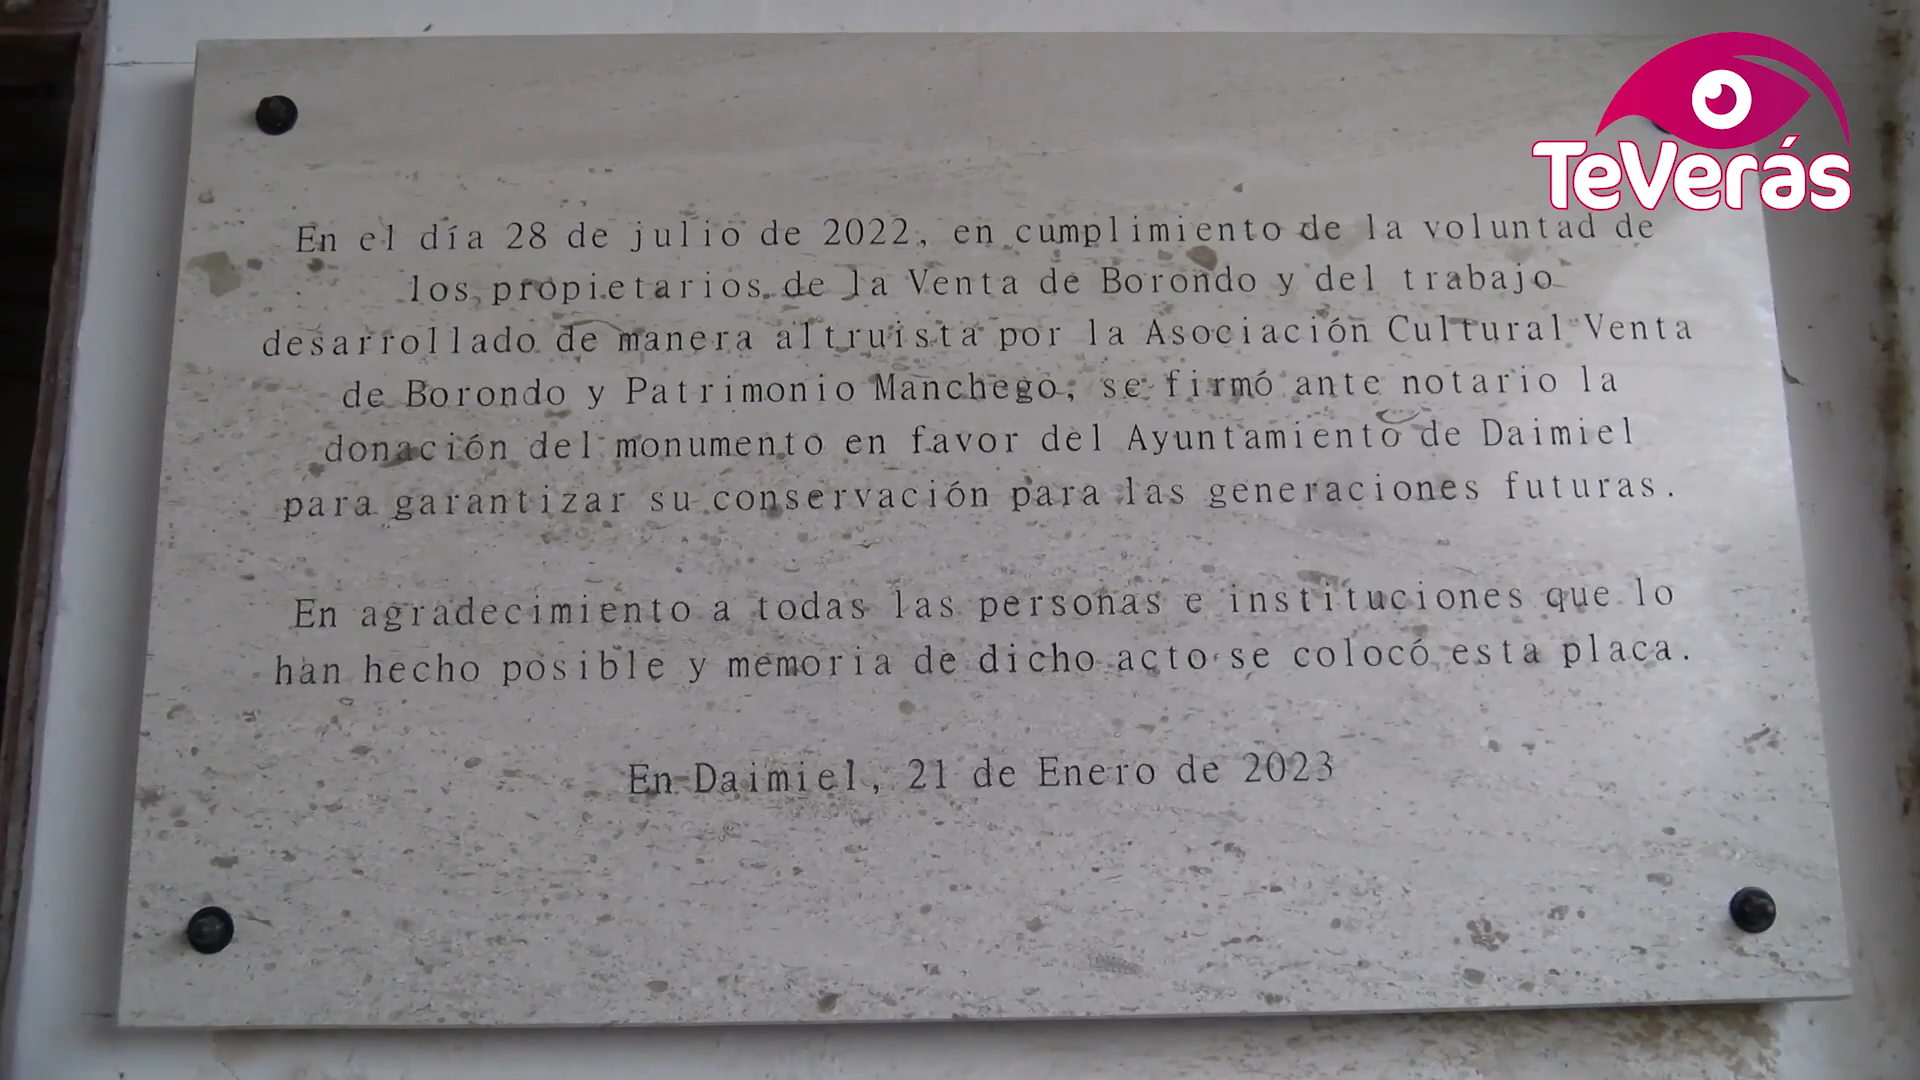 TeVerás
En el día 28 de julio de 2022, en cumplimiento de la voluntad de
los propietarios de la Venta de Borondo y del trabajo
desarrollado de manera altruista por la Asociación Cultural Venta
de Borondo y Patrimonio Manchego, se firmó ante notario la
donación del monumento en favor del Ayuntamiento de Daimiel
para garantizar su conservación para las generaciones futuras.
En agradecimiento a todas las personas e instituciones que lo
han hecho posible y memoria de dicho acto se colocó esta placa.
En Daimiel, 21 de Enero de 2023